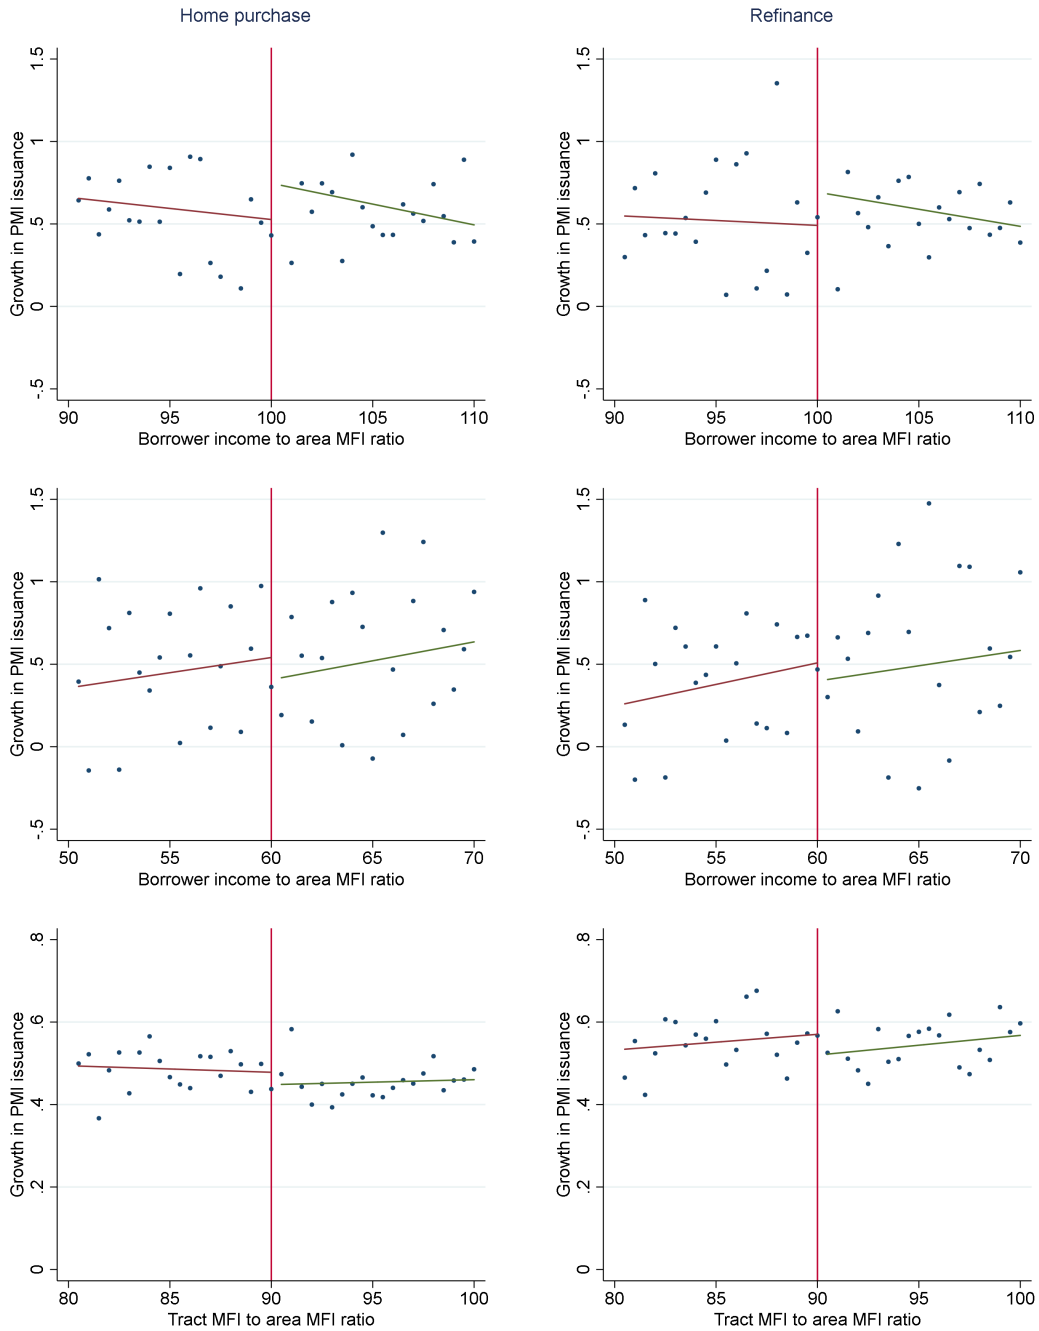 Home purchase
Refinance
Growth in PMI issuance
1.5
1
.5
0
-.5
90 95 100 105 110
Borrower income to area MFI ratio
Growth in PMI issuance
1.5
1
.5
0
-.5
90 95 100 105 110
Borrower income to area MFI ratio
Growth in PMI issuance
1.5
1
.5
0
-.5
50 55 60 65 70
Borrower income to area MFI ratio
Growth in PMI issuance
1.5
1
.5
0
-.5
50 55 60 65 70
Borrower income to area MFI ratio
Growth in PMI issuance
.8
.6
.4
.2
0
80 85 90 95 100
Tract MFI to area MFI ratio
Growth in PMI issuance
.8
.6
.4
.2
0
80 85 90 95 100
Tract MFI to area MFI ratio